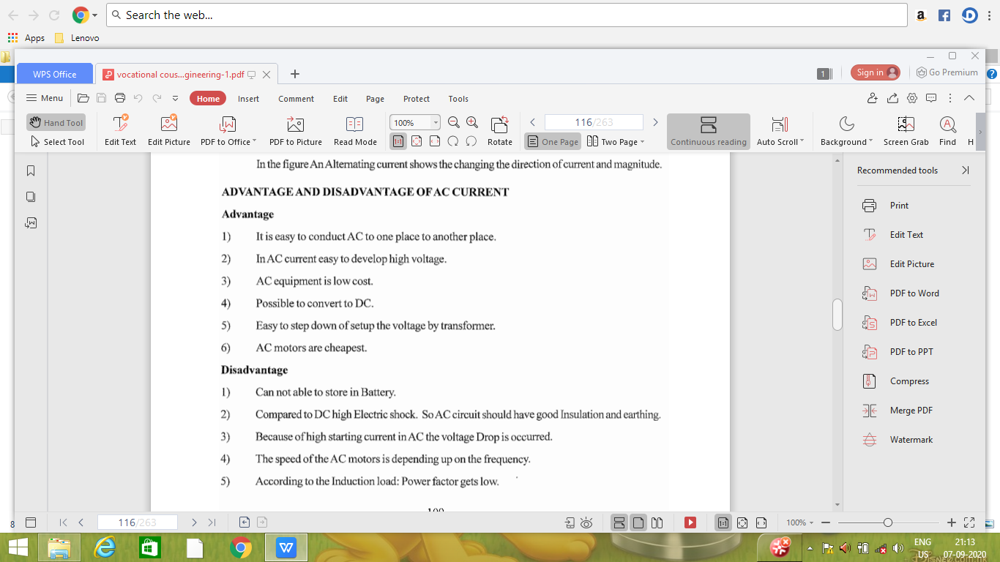 Search the web...
Apps
Lenovo
WPS Office
vocational cous...gineering-1.pdf
1
Sign in
Go Premium
Menu
Home
Insert
Comment
Edit
Page
Protect
Tools
Hand Tool
Select Tool
Edit Text
Edit Picture
PDF to Office
PDF to Picture
Read Mode
100%
Rotate
116/263
One Page
Two Page
Continuous reading
Auto Scroll
Background
Screen Grab
Find
H
In the figure An Alternating current shows the changing the direction of current and magnitude.
ADVANTAGE AND DISADVANTAGE OF AC CURRENT
Advantage
1) It is easy to conduct AC to one place to another place.
2) In AC current easy to develop high voltage.
3) AC equipment is low cost.
4) Possible to convert to DC.
5) Easy to step down of setup the voltage by transformer.
6) AC motors are cheapest.
Disadvantage
1) Can not able to store in Battery.
2) Compared to DC high Electric shock. So AC circuit should have good Insulation and earthing.
3) Because of high starting current in AC the voltage Drop is occurred.
4) The speed of the AC motors is depending up on the frequency.
5) According to the Induction load: Power factor gets low.
Recommended tools
Print
Edit Text
Edit Picture
PDF to Word
PDF to Excel
PDF to PPT
Compress
Merge PDF
Watermark
8
116/263
100%
ENG
US
21:13
07-09-2020